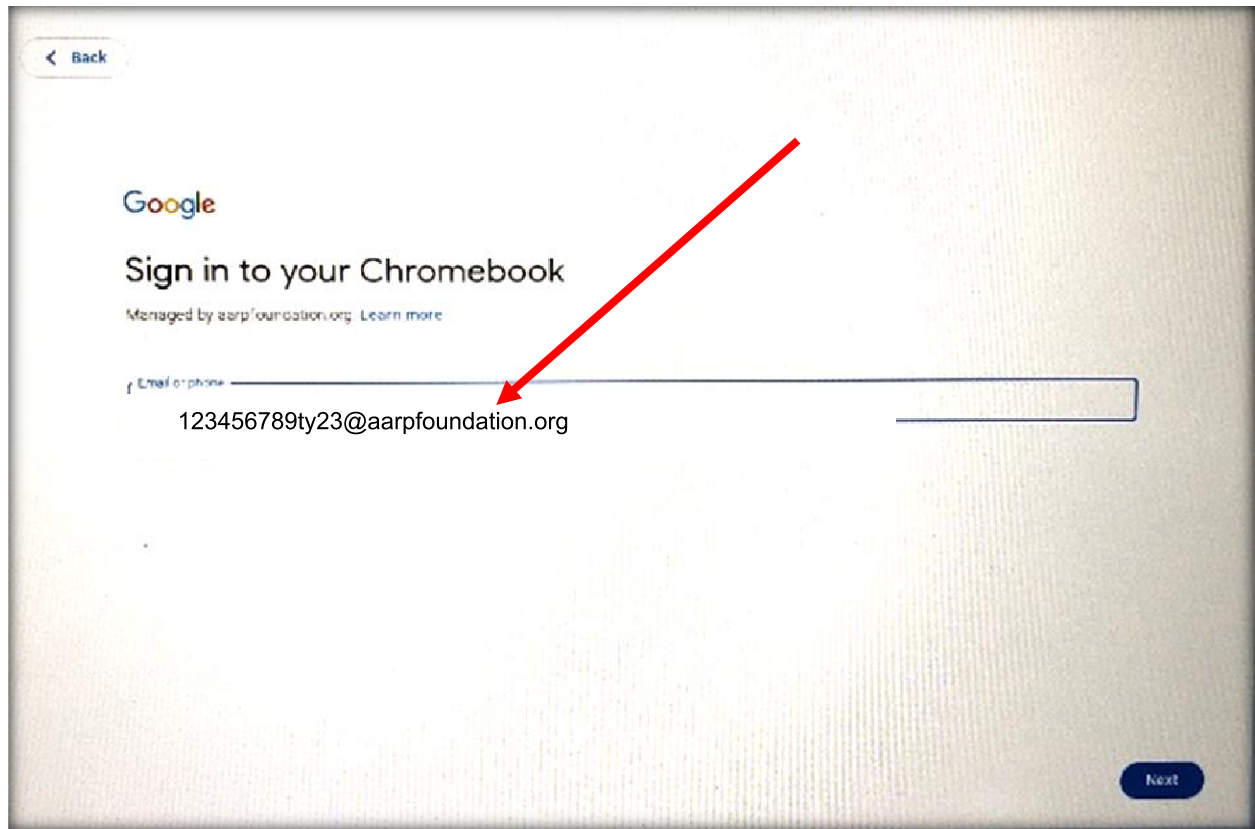 Back
Google
Sign in to your Chromebook
Managed by aarpfoundation.org. Learn more
Email or phone
123456789ty23@aarpfoundation.org
Next